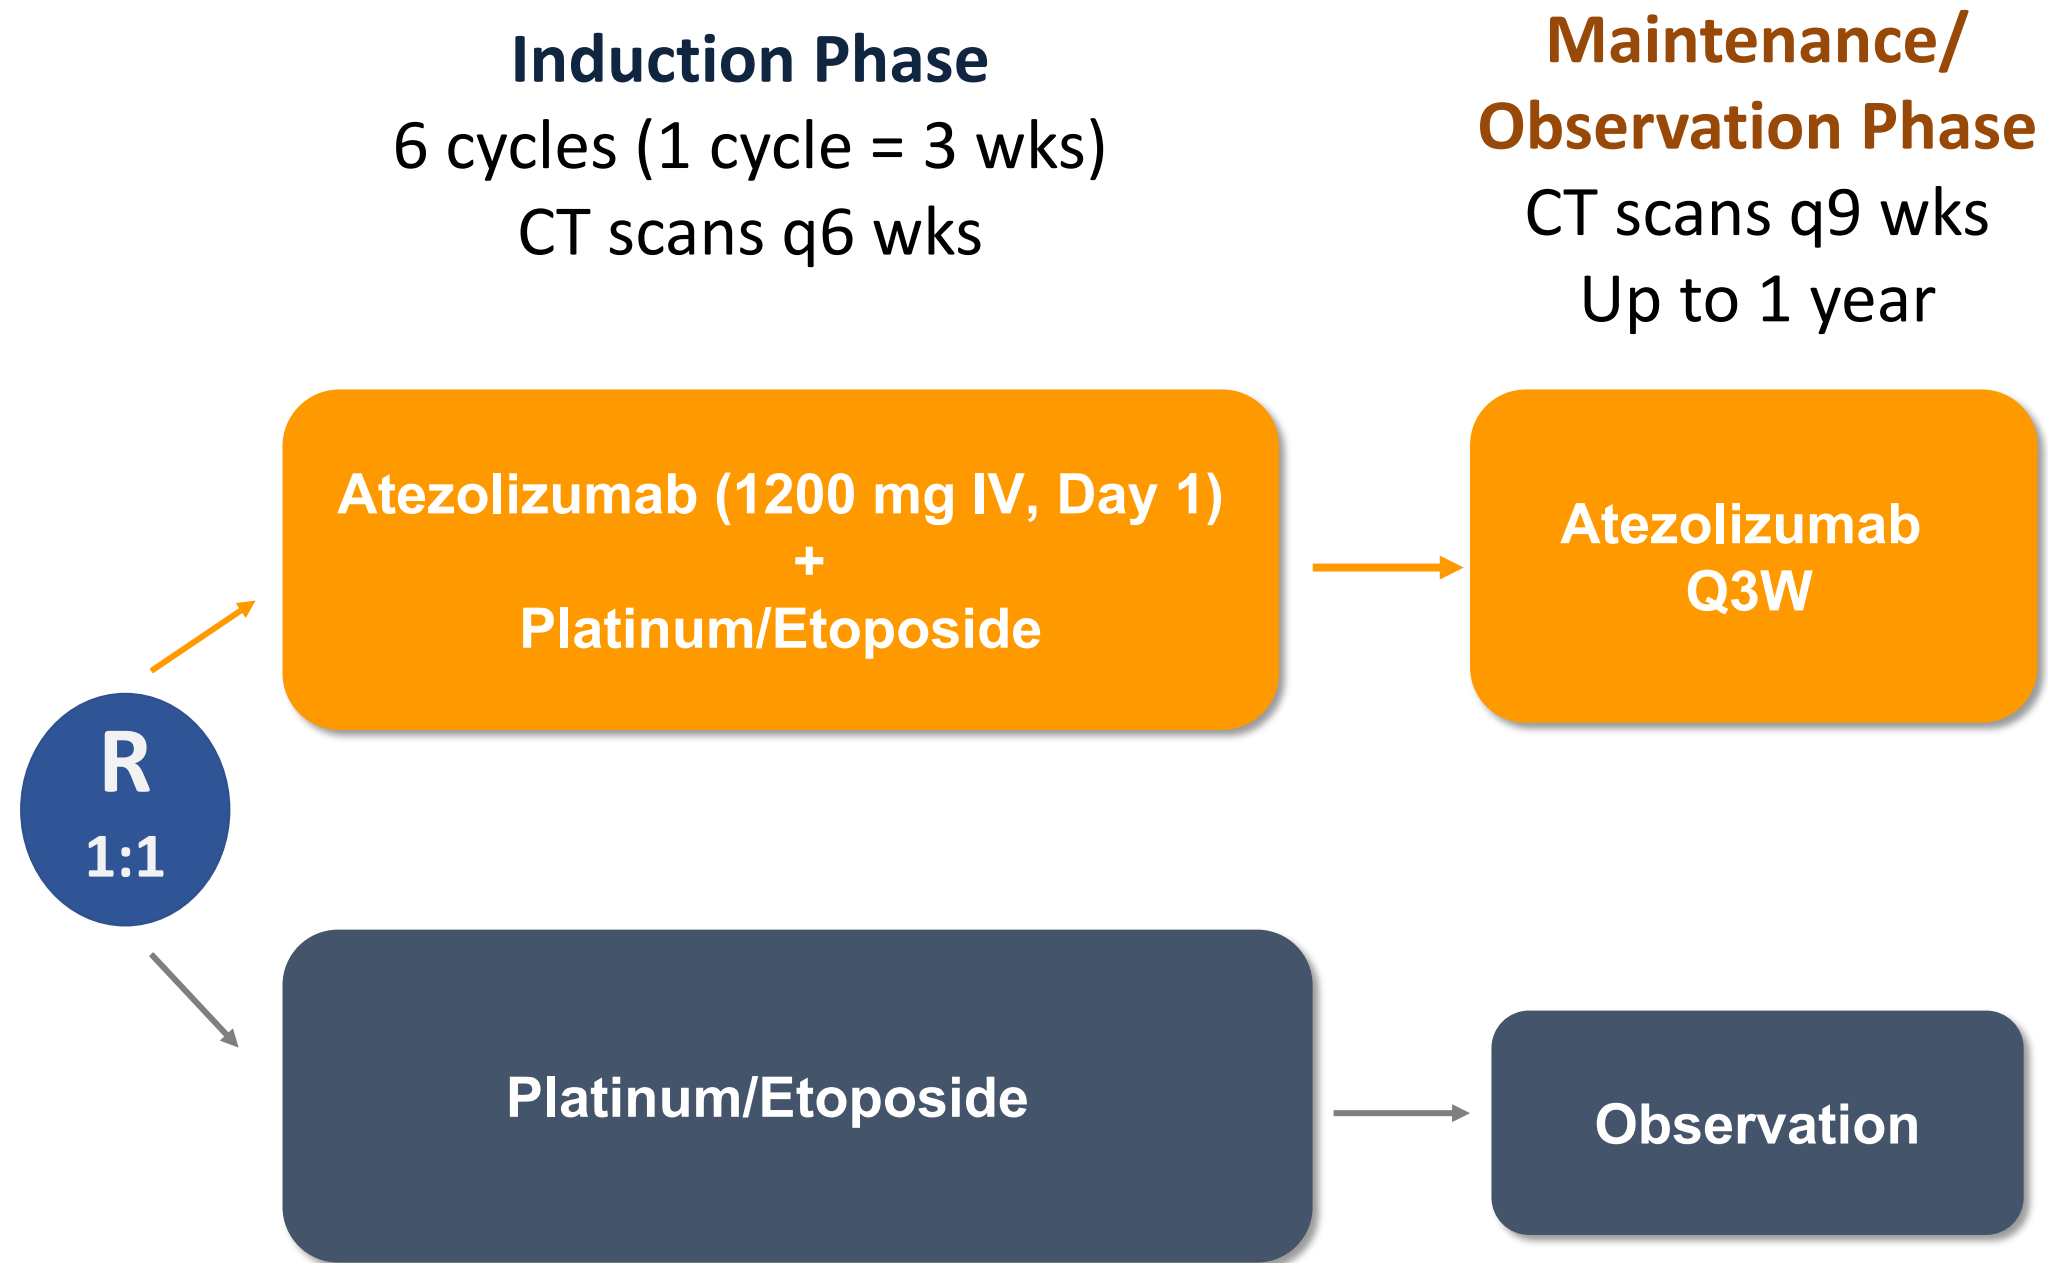 Induction Phase
6 cycles (1 cycle = 3 wks)
CT scans q6 wks
Maintenance/
Observation Phase
CT scans q9 wks
Up to 1 year
R
1:1
Atezolizumab (1200 mg IV, Day 1)
+
Platinum/Etoposide
Atezolizumab
Q3W
Platinum/Etoposide
Observation